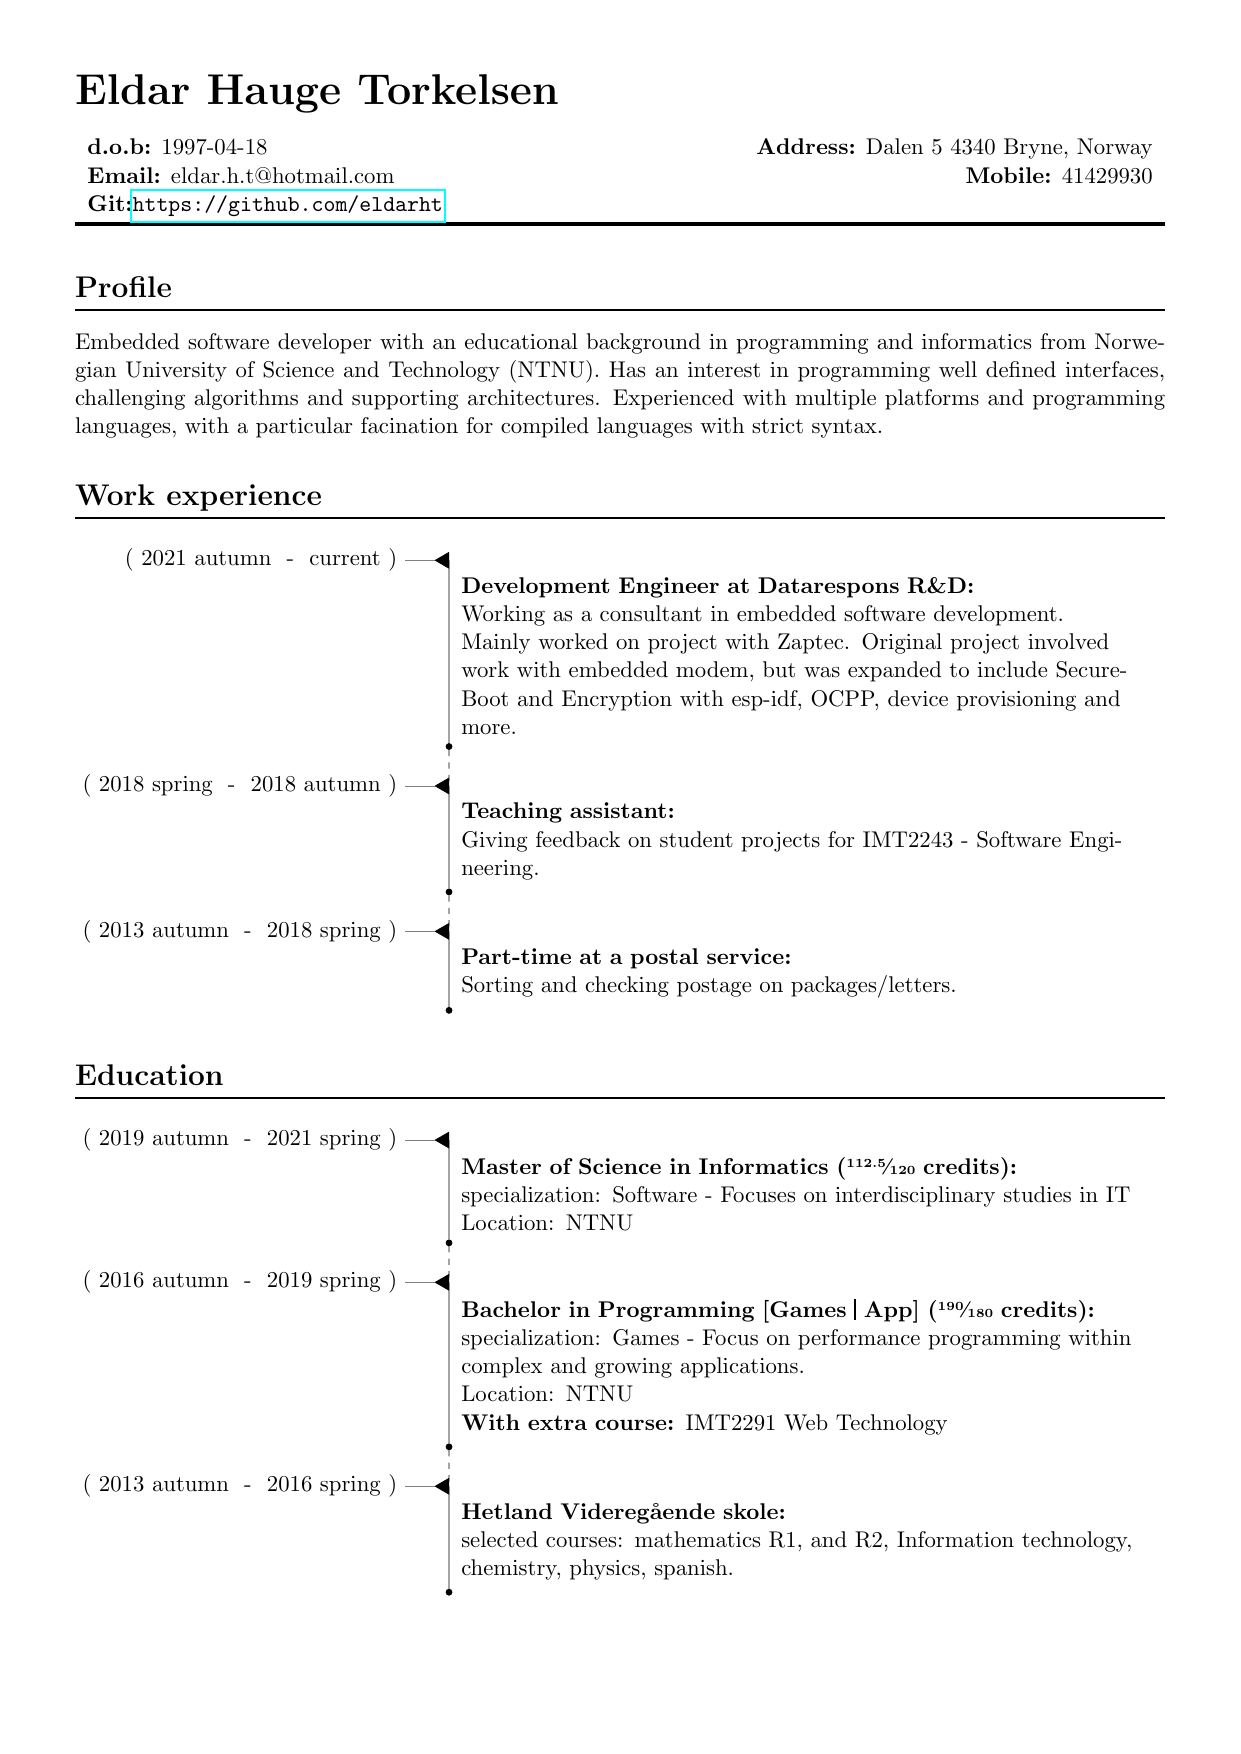 Eldar Hauge Torkelsen
d.o.b: 1997-04-18
Address: Dalen 5 4340 Bryne, Norway
Email: eldar.h.t@hotmail.com
Mobile: 41429930
Git:https://github.com/eldarht
Profile
Embedded software developer with an educational background in programming and informatics from Norwe-
gian University of Science and Technology (NTNU). Has an interest in programming well defined interfaces,
challenging algorithms and supporting architectures. Experienced with multiple platforms and programming
languages, with a particular facination for compiled languages with strict syntax.
Work experience
( 2021 autumn - current )
Development Engineer at Datarespons R&D:
Working as a consultant in embedded software development.
Mainly worked on project with Zaptec. Original project involved
work with embedded modem, but was expanded to include Secure-
Boot and Encryption with esp-idf, OCPP, device provisioning and
more.
( 2018 spring - 2018 autumn )
Teaching assistant:
Giving feedback on student projects for IMT2243 - Software Engi-
neering.
( 2013 autumn - 2018 spring )
Part-time at a postal service:
Sorting and checking postage on packages/letters.
Education
( 2019 autumn - 2021 spring )
Master of Science in Informatics (112.5/120 credits):
specialization: Software - Focuses on interdisciplinary studies in IT
Location: NTNU
( 2016 autumn - 2019 spring )
Bachelor in Programming [Games | App] (190/180 credits):
specialization: Games - Focus on performance programming within
complex and growing applications.
Location: NTNU
With extra course: IMT2291 Web Technology
( 2013 autumn - 2016 spring )
Hetland Videregående skole:
selected courses: mathematics R1, and R2, Information technology,
chemistry, physics, spanish.